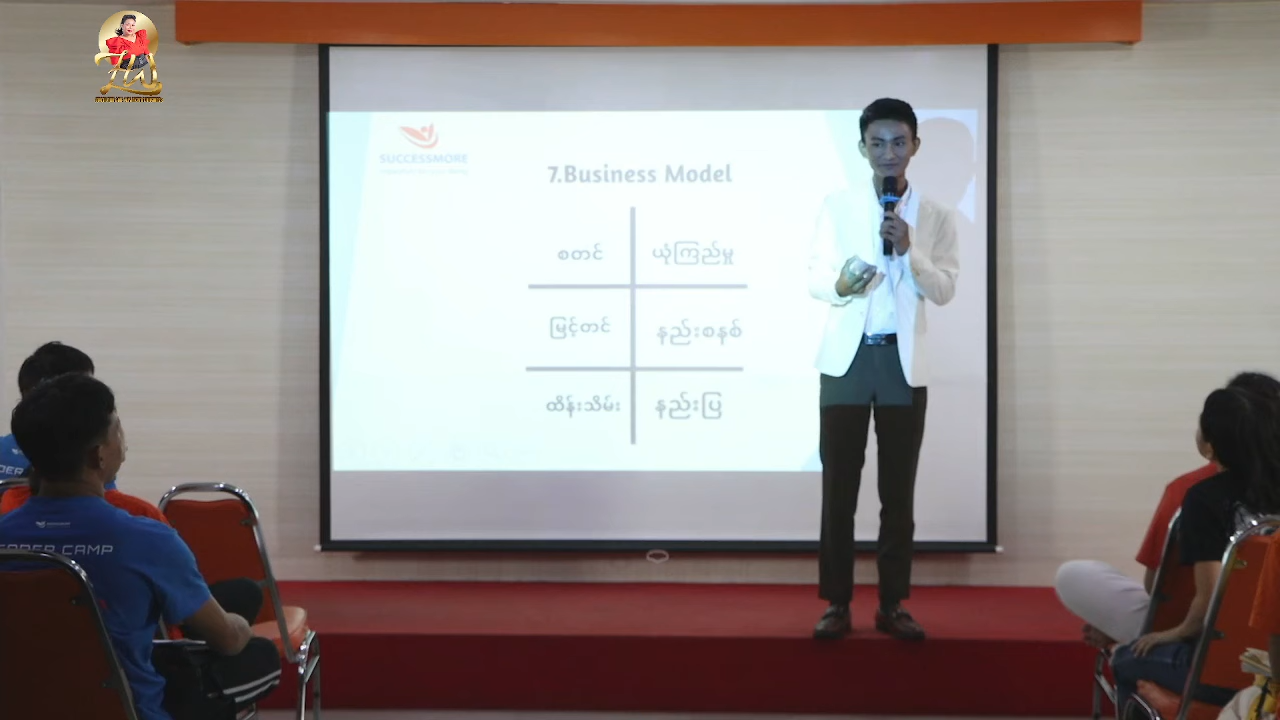 SUCCESSMORE
7.Business Model
စတင် ယုံကြည်မှု
မြှင့်တင် နည်းစနစ်
ထိန်းသိမ်း နည်းပြ
CAMP